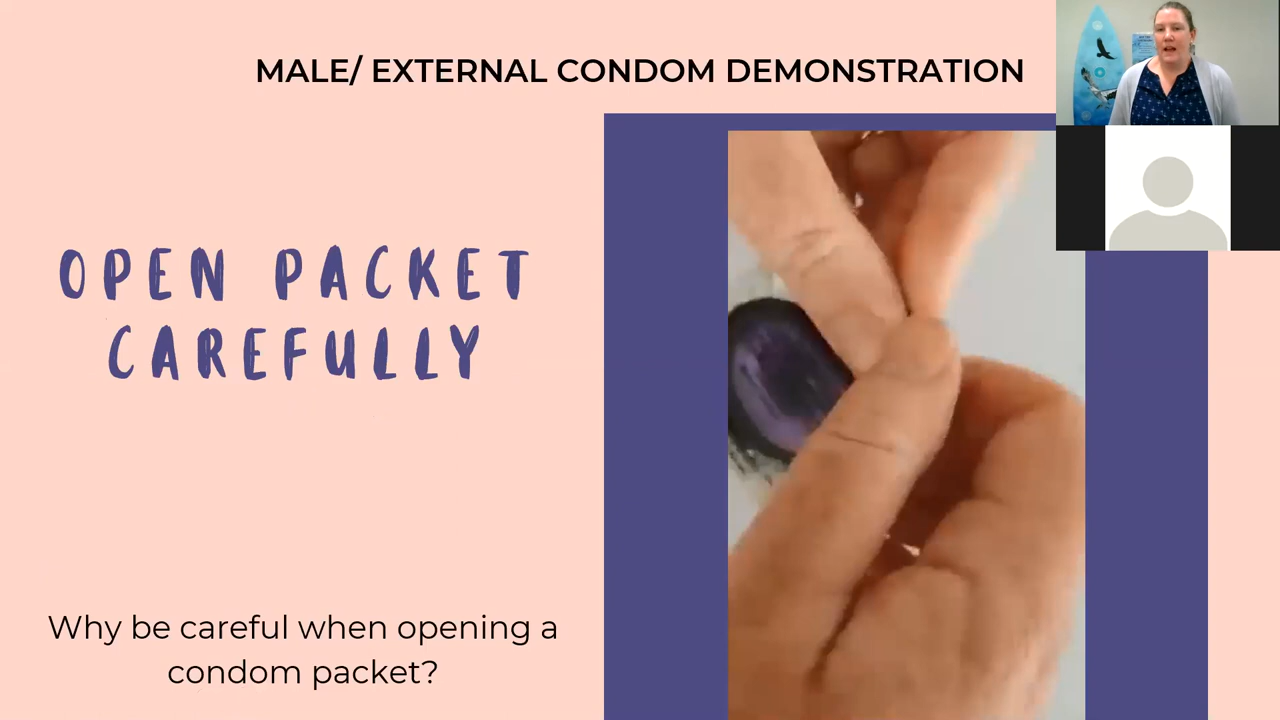 MALE/ EXTERNAL CONDOM DEMONSTRATION
OPEN PACKET
CAREFULLY
Why be careful when opening a
condom packet?